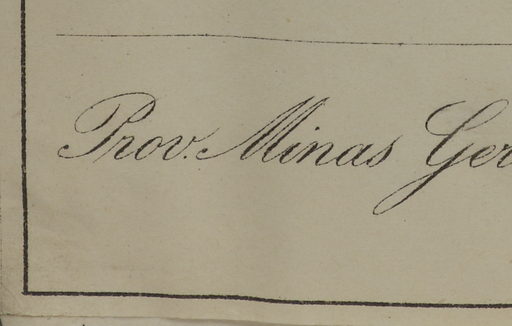 Prov. Minas Ger